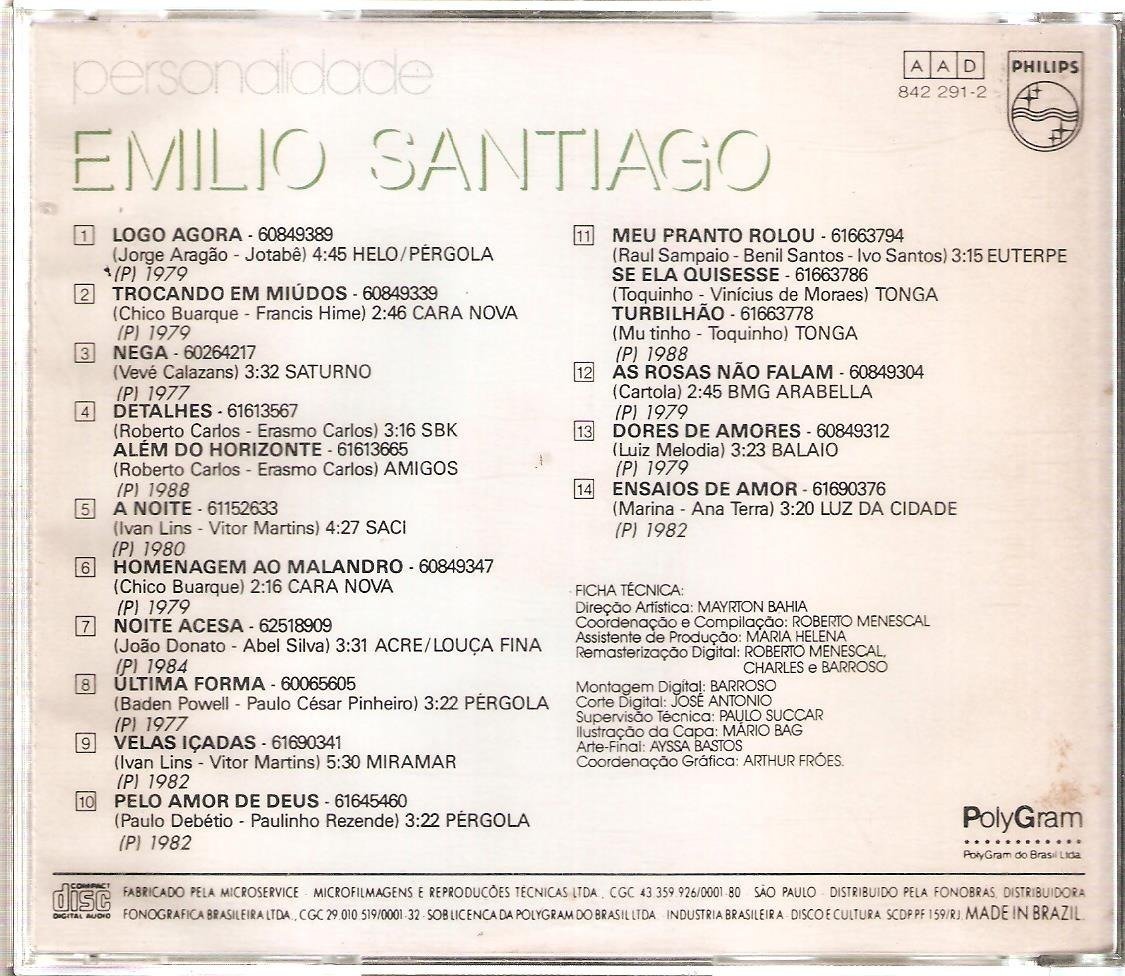 personalidade
AAD
842 291-2
PHILIPS
EMILIO SANTIAGO
1 LOGO AGORA - 60849389
(Jorge Aragão - Jotabê) 4:45 HELO/PÉRGOLA
(P) 1979
2 TROCANDO EM MIÚDOS - 60849339
(Chico Buarque - Francis Hime) 2:46 CARA NOVA
(P) 1979
3 NEGA - 60264217
(Vevé Calazans) 3:32 SATURNO
(P) 1977
4 DETALHES - 61613567
(Roberto Carlos - Erasmo Carlos) 3:16 SBK
ALÉM DO HORIZONTE - 61613665
(Roberto Carlos - Erasmo Carlos) AMIGOS
(P) 1988
5 A NOITE - 61152633
(Ivan Lins - Vitor Martins) 4:27 SACI
(P) 1980
6 HOMENAGEM AO MALANDRO - 60849347
(Chico Buarque) 2:16 CARA NOVA
(P) 1979
7 NOITE ACESA - 62518909
(João Donato - Abel Silva) 3:31 ACRE/LOUÇA FINA
(P) 1984
8 ÚLTIMA FORMA - 60065605
(Baden Powell - Paulo César Pinheiro) 3:22 PÉRGOLA
(P) 1977
9 VELAS IÇADAS - 61690341
(Ivan Lins - Vitor Martins) 5:30 MIRAMAR
(P) 1982
10 PELO AMOR DE DEUS - 61645460
(Paulo Debétio - Paulinho Rezende) 3:22 PÉRGOLA
(P) 1982
11 MEU PRANTO ROLOU - 61663794
(Raul Sampaio - Benil Santos - Ivo Santos) 3:15 EUTERPE
SE ELA QUISESSE - 61663786
(Toquinho - Vinícius de Moraes) TONGA
TURBILHÃO - 61663778
(Mu tinho - Toquinho) TONGA
(P) 1988
12 AS ROSAS NÃO FALAM - 60849304
(Cartola) 2:45 BMG ARABELLA
(P) 1979
13 DORES DE AMORES - 60849312
(Luiz Melodia) 3:23 BALAIO
(P) 1979
14 ENSAIOS DE AMOR - 61690376
(Marina - Ana Terra) 3:20 LUZ DA CIDADE
(P) 1982
FICHA TÉCNICA:
Direção Artística: MAYRTON BAHIA
Coordenação e Compilação: ROBERTO MENESCAL
Assistente de Produção: MARIA HELENA
Remasterização Digital: ROBERTO MENESCAL,
CHARLES e BARROSO
Montagem Digital: BARROSO
Corte Digital: JOSÉ ANTONIO
Supervisão Técnica: PAULO SUCCAR
Ilustração da Capa: MÁRIO BAG
Arte-Final: AYSSA BASTOS
Coordenação Gráfica: ARTHUR FRÓES.
PolyGram
PolyGram do Brasil Ltda.
COMPACT
disc
DIGITAL AUDIO
FABRICADO PELA MICROSERVICE - MICROFILMAGENS E REPRODUCÕES TÉCNICAS LTDA., CGC 43 359 926/0001-80 - SÃO PAULO - DISTRIBUIDO PELA FONOBRAS, DISTRIBUIDORA
FONOGRAFICA BRASILEIRA LTDA., CGC 29.010 519/0001-32 - SOB LICENCA DA POLYGRAM DO BRASIL LTDA. INDUSTRIA BRASILEIRA - DISCO E CULTURA. SCDP PF 159/RJ. MADE IN BRAZIL.